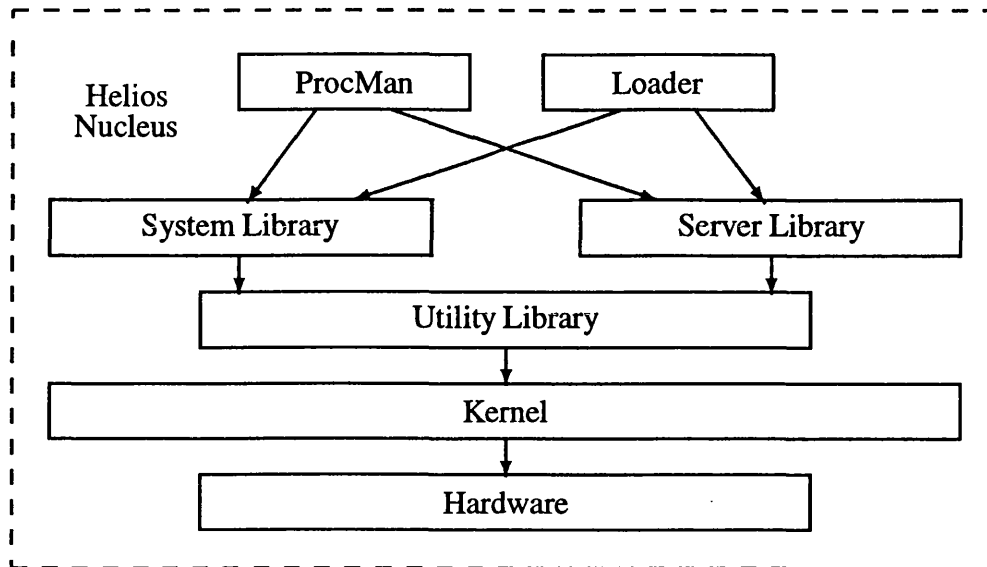 ProcMan
Loader
Helios
Nucleus
System Library
Server Library
Utility Library
Kernel
Hardware